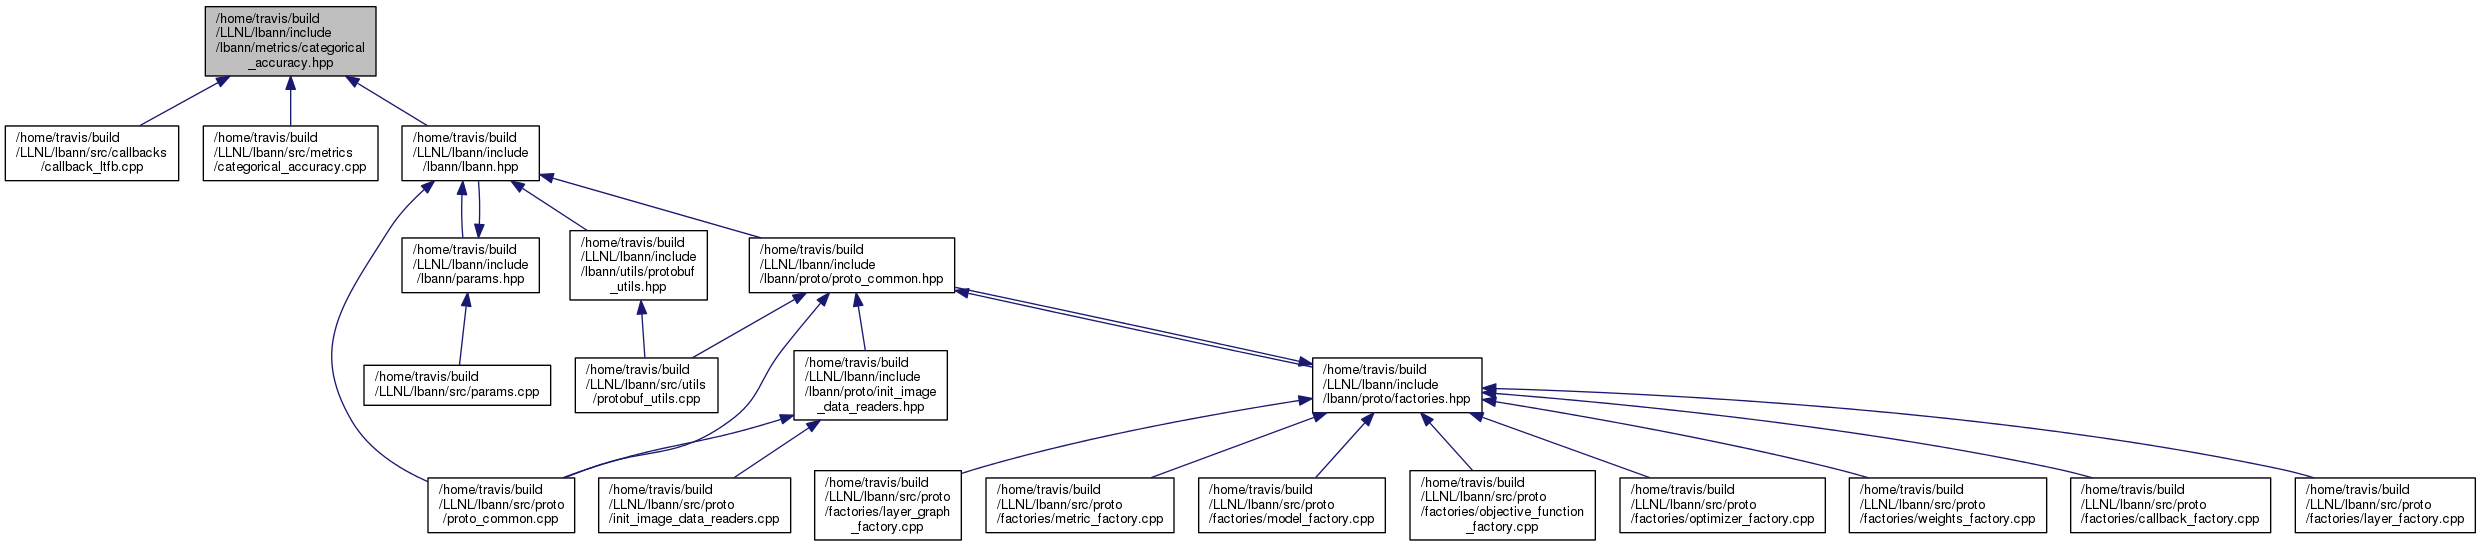 /home/travis/build
/LLNL/lbann/include
/lbann/metrics/categorical
_accuracy.hpp
/home/travis/build
/LLNL/lbann/src/callbacks
/callback_ltfb.cpp
/home/travis/build
/LLNL/lbann/src/metrics
/categorical_accuracy.cpp
/home/travis/build
/LLNL/lbann/include
/lbann/lbann.hpp
/home/travis/build
/LLNL/lbann/include
/lbann/params.hpp
/home/travis/build
/LLNL/lbann/include
/lbann/utils/protobuf
_utils.hpp
/home/travis/build
/LLNL/lbann/include
/lbann/proto/proto_common.hpp
/home/travis/build
/LLNL/lbann/src/params.cpp
/home/travis/build
/LLNL/lbann/src/utils
/protobuf_utils.cpp
/home/travis/build
/LLNL/lbann/include
/lbann/proto/init_image
_data_readers.hpp
/home/travis/build
/LLNL/lbann/include
/lbann/proto/factories.hpp
/home/travis/build
/LLNL/lbann/src/proto
/proto_common.cpp
/home/travis/build
/LLNL/lbann/src/proto
/init_image_data_readers.cpp
/home/travis/build
/LLNL/lbann/src/proto
/factories/layer_graph
_factory.cpp
/home/travis/build
/LLNL/lbann/src/proto
/factories/metric_factory.cpp
/home/travis/build
/LLNL/lbann/src/proto
/factories/model_factory.cpp
/home/travis/build
/LLNL/lbann/src/proto
/factories/objective_function
_factory.cpp
/home/travis/build
/LLNL/lbann/src/proto
/factories/optimizer_factory.cpp
/home/travis/build
/LLNL/lbann/src/proto
/factories/weights_factory.cpp
/home/travis/build
/LLNL/lbann/src/proto
/factories/callback_factory.cpp
/home/travis/build
/LLNL/lbann/src/proto
/factories/layer_factory.cpp